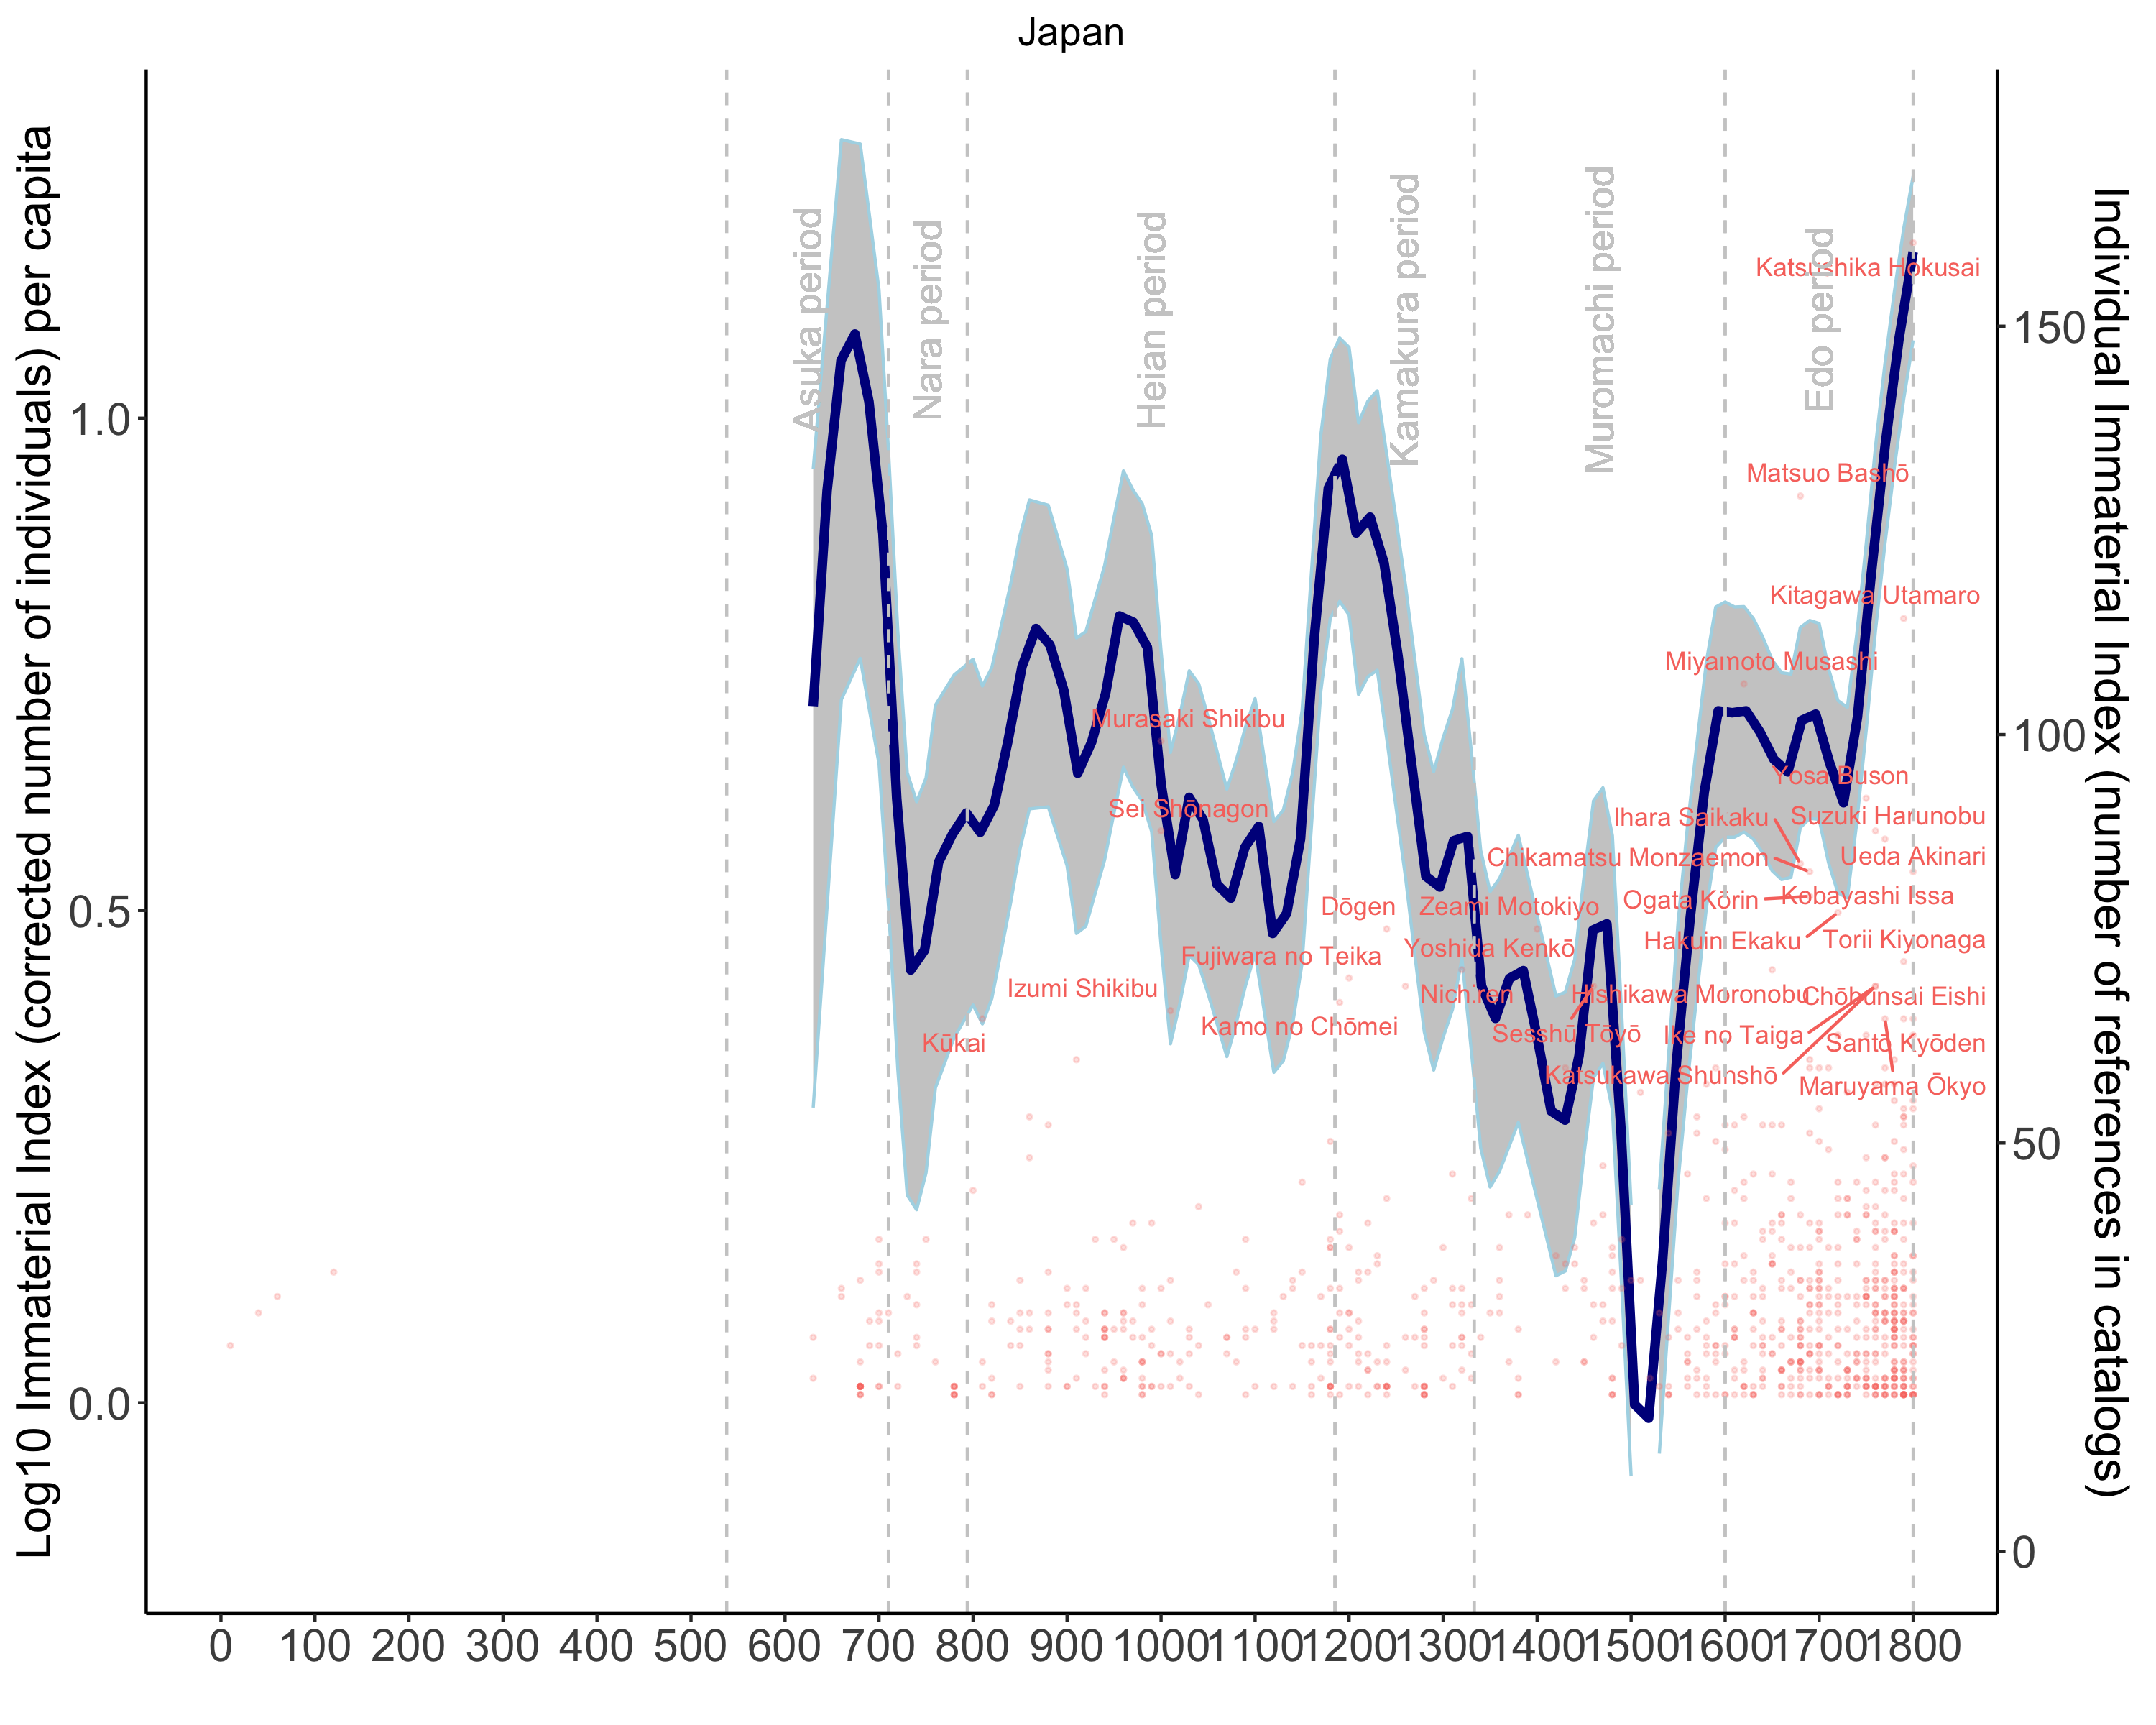 Japan
Log10 Immaterial Index (corrected number of individuals) per capita
Individual Immaterial Index (number of references in catalogs)
1.0
0.5
0.0
150
100
50
0
0 100 200 300 400 500 600 700 800 900 1000 1100 1200 1300 1400 1500 1600 1700 1800
Asuka period
Nara period
Heian period
Kamakura period
Muromachi period
Edo period
Katsushika Hokusai
Matsuo Bashō
Kitagawa Utamaro
Miyamoto Musashi
Murasaki Shikibu
Yosa Buson
Sei Shōnagon
Ihara Saikaku
Suzuki Harunobu
Chikamatsu Monzaemon
Ueda Akinari
Ogata Kōrin
Kobayashi Issa
Dōgen
Zeami Motokiyo
Hakuin Ekaku
Torii Kiyonaga
Fujiwara no Teika
Yoshida Kenkō
Izumi Shikibu
Nichiren
Hishikawa Moronobu
Chōbunsai Eishi
Kamo no Chōmei
Sesshū Tōyō
Ike no Taiga
Kūkai
Santō Kyōden
Katsukawa Shunshō
Maruyama Ōkyo